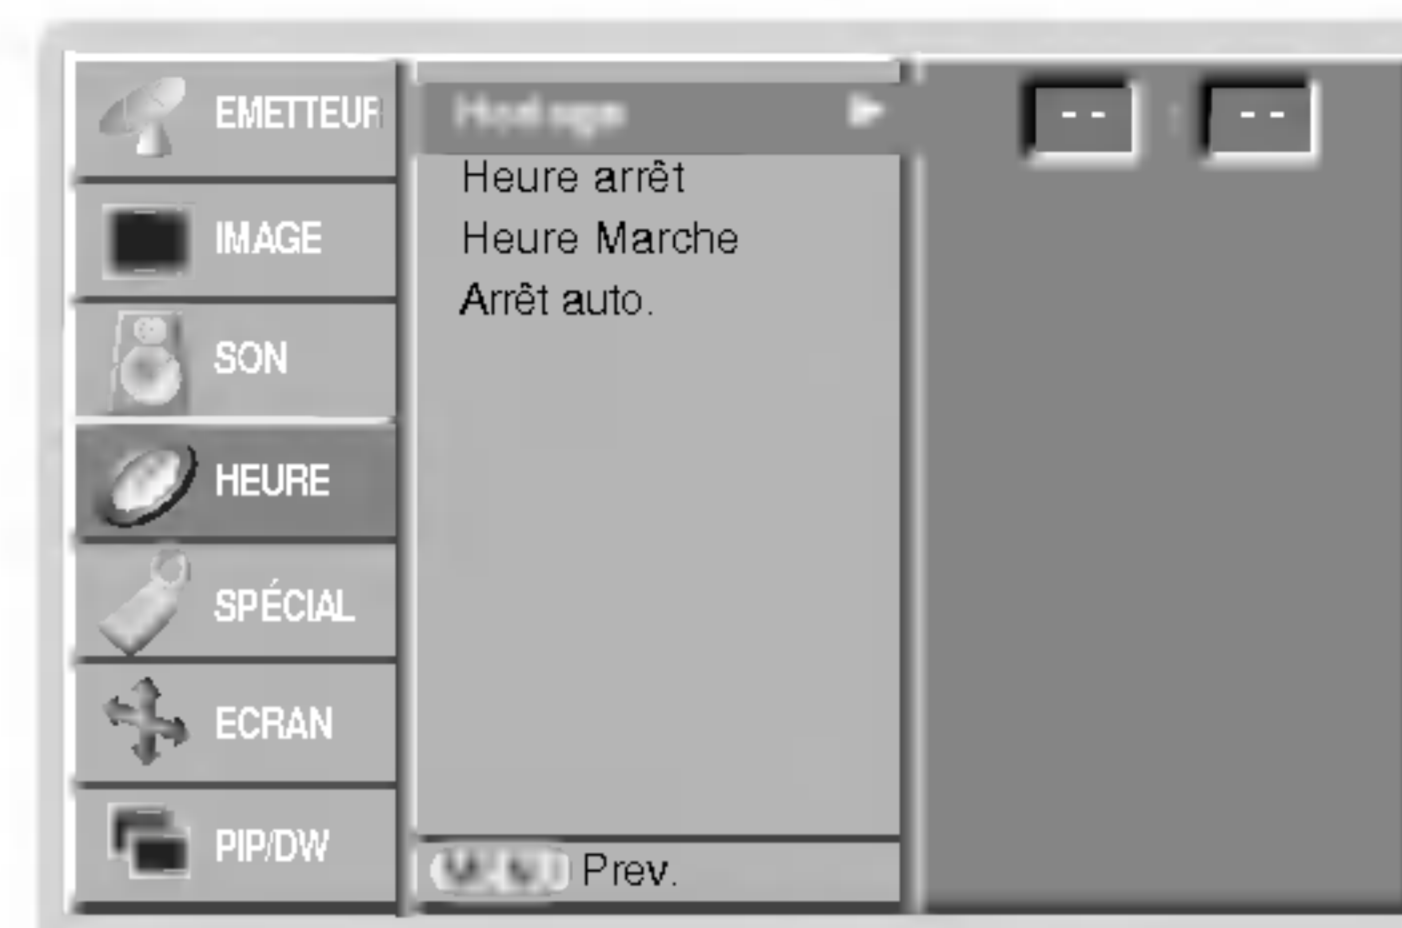 EMETTEUR
IMAGE
SON
HEURE
SPÉCIAL
ECRAN
PIP/DW
Heure arrêt
Heure Marche
Arrêt auto.
Prev.
-- : --